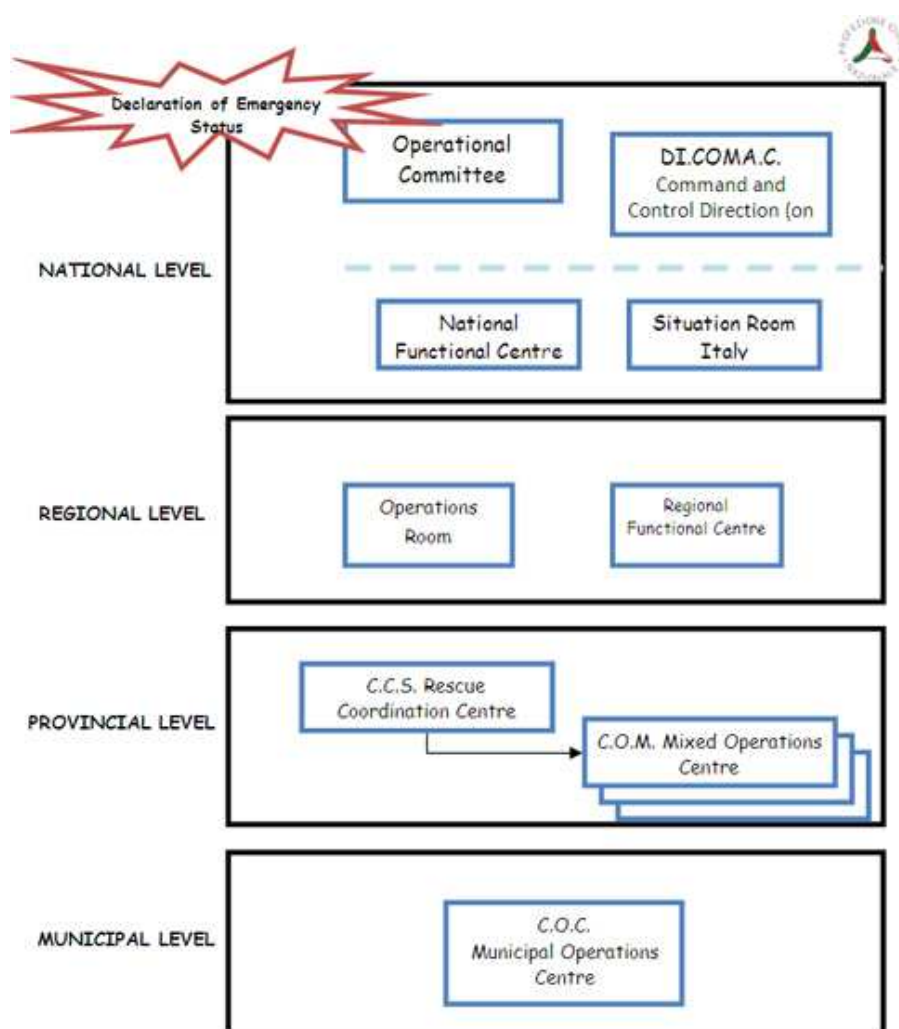 Declaration of Emergency
Status
Operational
Committee
DI.COMA.C.
Command and
Control Direction (on
NATIONAL LEVEL
National
Functional Centre
Situation Room
Italy
REGIONAL LEVEL
Operations
Room
Regional
Functional Centre
PROVINCIAL LEVEL
C.C.S. Rescue
Coordination Centre
C.O.M. Mixed Operations
Centre
MUNICIPAL LEVEL
C.O.C.
Municipal Operations
Centre